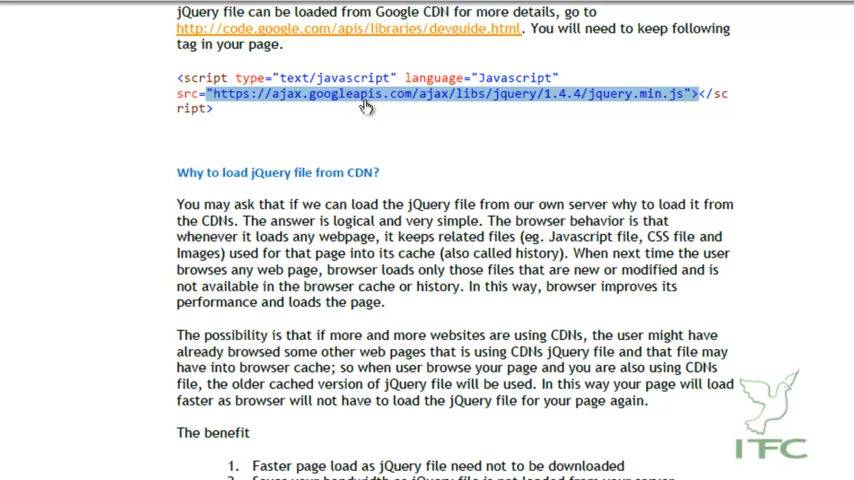 jQuery file can be loaded from Google CDN for more details, go to
http://code.google.com/apis/libraries/devguide.html. You will need to keep following
tag in your page.
<script type="text/javascript" language="Javascript"
src="https://ajax.googleapis.com/ajax/libs/jquery/1.4.4/jquery.min.js"></sc
ript>
Why to load jQuery file from CDN?
You may ask that if we can load the jQuery file from our own server why to load it from
the CDNs. The answer is logical and very simple. The browser behavior is that
whenever it loads any webpage, it keeps related files (eg. Javascript file, CSS file and
Images) used for that page into its cache (also called history). When next time the user
browses any web page, browser loads only those files that are new or modified and is
not available in the browser cache or history. In this way, browser improves its
performance and loads the page.
The possibility is that if more and more websites are using CDNs, the user might have
already browsed some other web pages that is using CDNs jQuery file and that file may
have into browser cache; so when user browse your page and you are also using CDNs
file, the older cached version of jQuery file will be used. In this way your page will load
faster as browser will not have to load the jQuery file for your page again.
The benefit
1. Faster page load as jQuery file need not to be downloaded
2. Saves your bandwidth as jQuery file is not loaded from your server
ITFC